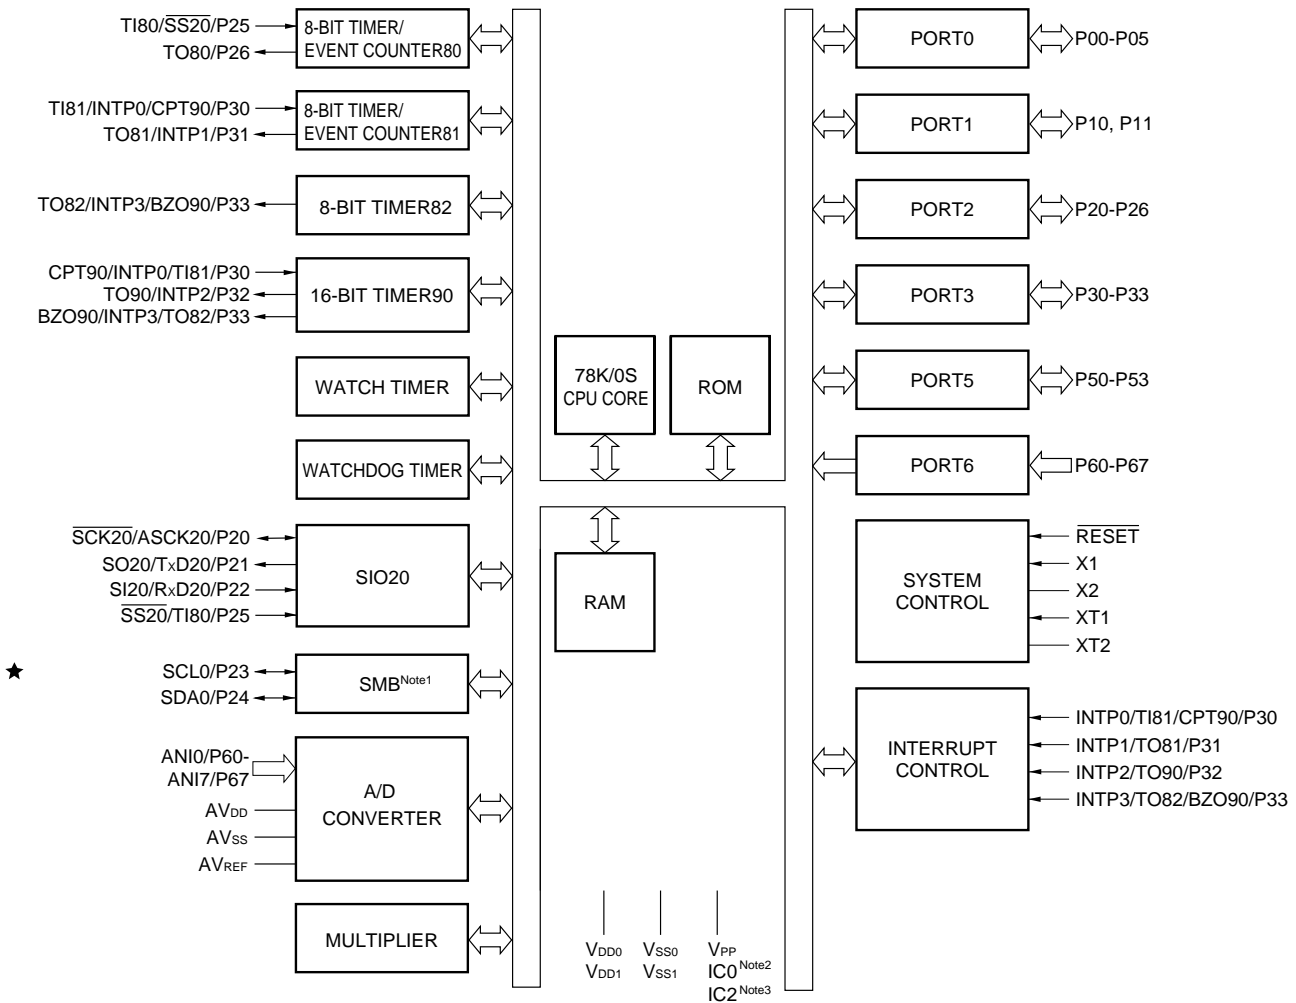 TI80/SS20/P25
TO80/P26
8-BIT TIMER/
EVENT COUNTER80
TI81/INTP0/CPT90/P30
TO81/INTP1/P31
8-BIT TIMER/
EVENT COUNTER81
TO82/INTP3/BZO90/P33
8-BIT TIMER82
CPT90/INTP0/TI81/P30
TO90/INTP2/P32
BZO90/INTP3/TO82/P33
16-BIT TIMER90
WATCH TIMER
WATCHDOG TIMER
SCK20/ASCK20/P20
SO20/TxD20/P21
SI20/RxD20/P22
SS20/TI80/P25
SIO20
★
SCL0/P23
SDA0/P24
SMB Note1
ANI0/P60-
ANI7/P67
AVDD
AVSS
AVREF
A/D
CONVERTER
MULTIPLIER
78K/0S
CPU CORE
ROM
RAM
VDD0
VDD1
VSS0
VSS1
VPP
IC0 Note2
IC2 Note3
PORT0
P00-P05
PORT1
P10, P11
PORT2
P20-P26
PORT3
P30-P33
PORT5
P50-P53
PORT6
P60-P67
SYSTEM
CONTROL
RESET
X1
X2
XT1
XT2
INTERRUPT
CONTROL
INTP0/TI81/CPT90/P30
INTP1/TO81/P31
INTP2/TO90/P32
INTP3/TO82/BZO90/P33